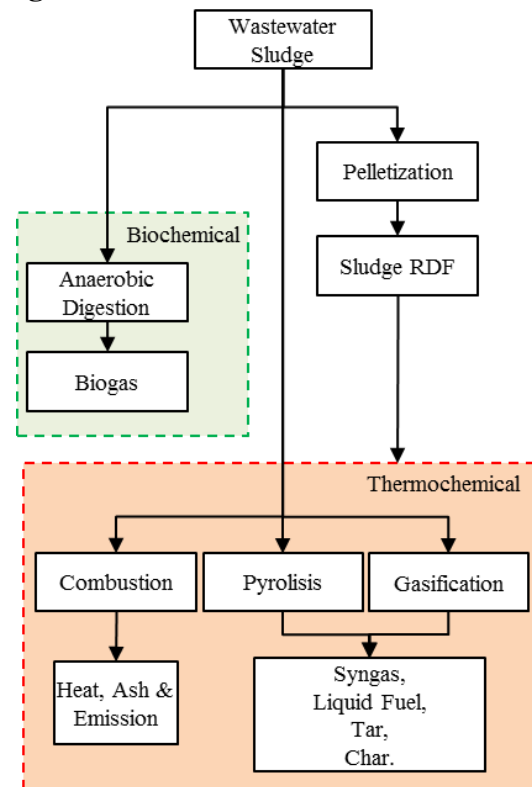 Wastewater
Sludge
Pelletization
Biochemical
Sludge RDF
Anaerobic
Digestion
Biogas
Thermochemical
Combustion
Pyrolisis
Gasification
Heat, Ash &
Emission
Syngas,
Liquid Fuel,
Tar,
Char.